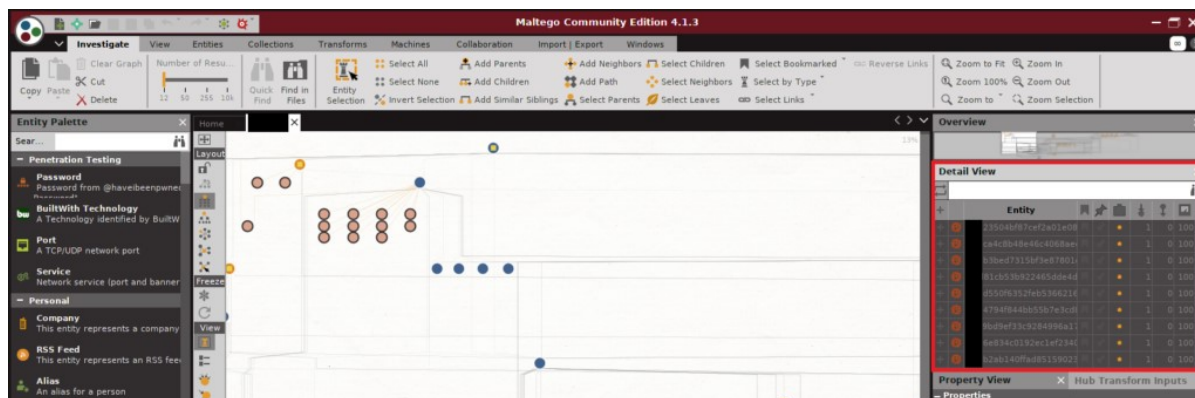 Maltego Community Edition 4.1.3
Investigate View Entities Collections Transforms Machines Collaboration Import | Export Windows
Copy Paste Clear Graph Cut Delete
Number of Resu...
12 50 255 10k
Quick Find Find in Files
Entity Selection
Select All Select None Invert Selection
Add Parents Add Children Add Similar Siblings
Add Neighbors Add Path Select Parents
Select Children Select Neighbors Select Leaves
Select Bookmarked Select by Type Select Links
Reverse Links
Zoom to Fit Zoom In
Zoom 100% Zoom Out
Zoom to Zoom Selection
Entity Palette
Sear...
Penetration Testing
Password
Password from @haveibeenpwne
BuiltWith Technology
A Technology identified by BuiltW
Port
A TCP/UDP network port
Service
Network service (port and banner
Personal
Company
This entity represents a company
RSS Feed
This entity represents an RSS fee
Alias
An alias for a person
Home
Layout
Freeze
View
13%
Overview
Detail View
Entity
Property View Hub Transform Inputs
Properties